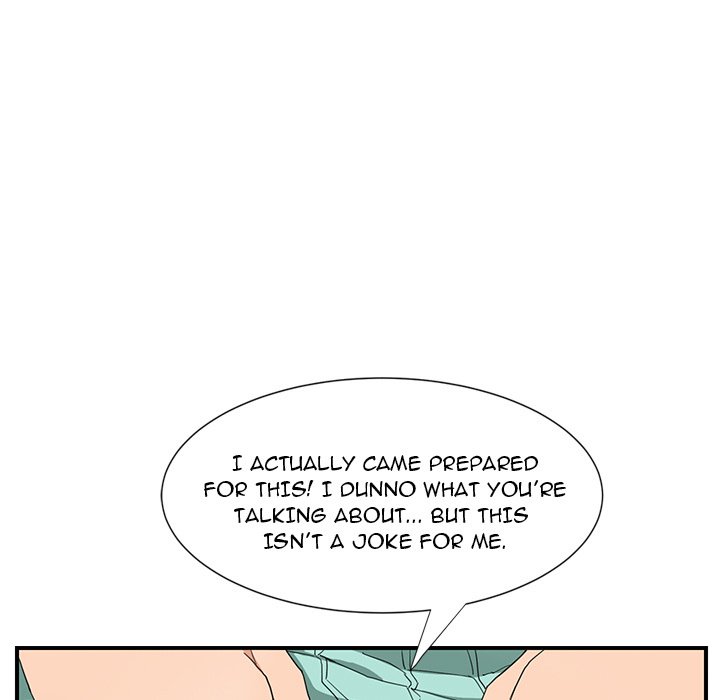 I ACTUALLY CAME PREPARED
FOR THIS! I DUNNO WHAT YOU'RE
TALKING ABOUT... BUT THIS
ISN'T A JOKE FOR ME.